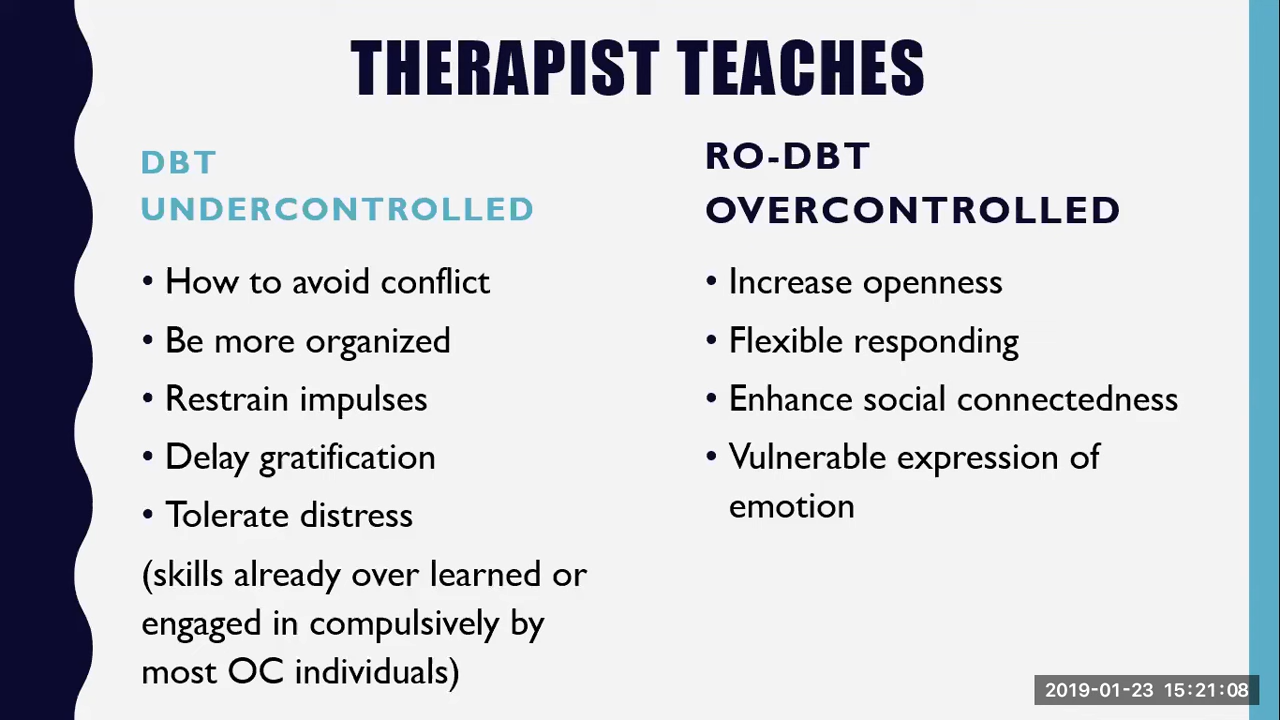 THERAPIST TEACHES
DBT
UNDERCONTROLLED
• How to avoid conflict
• Be more organized
• Restrain impulses
• Delay gratification
• Tolerate distress
(skills already over learned or
engaged in compulsively by
most OC individuals)
RO-DBT
OVERCONTROLLED
• Increase openness
• Flexible responding
• Enhance social connectedness
• Vulnerable expression of
emotion
2019-01-23 15:21:08